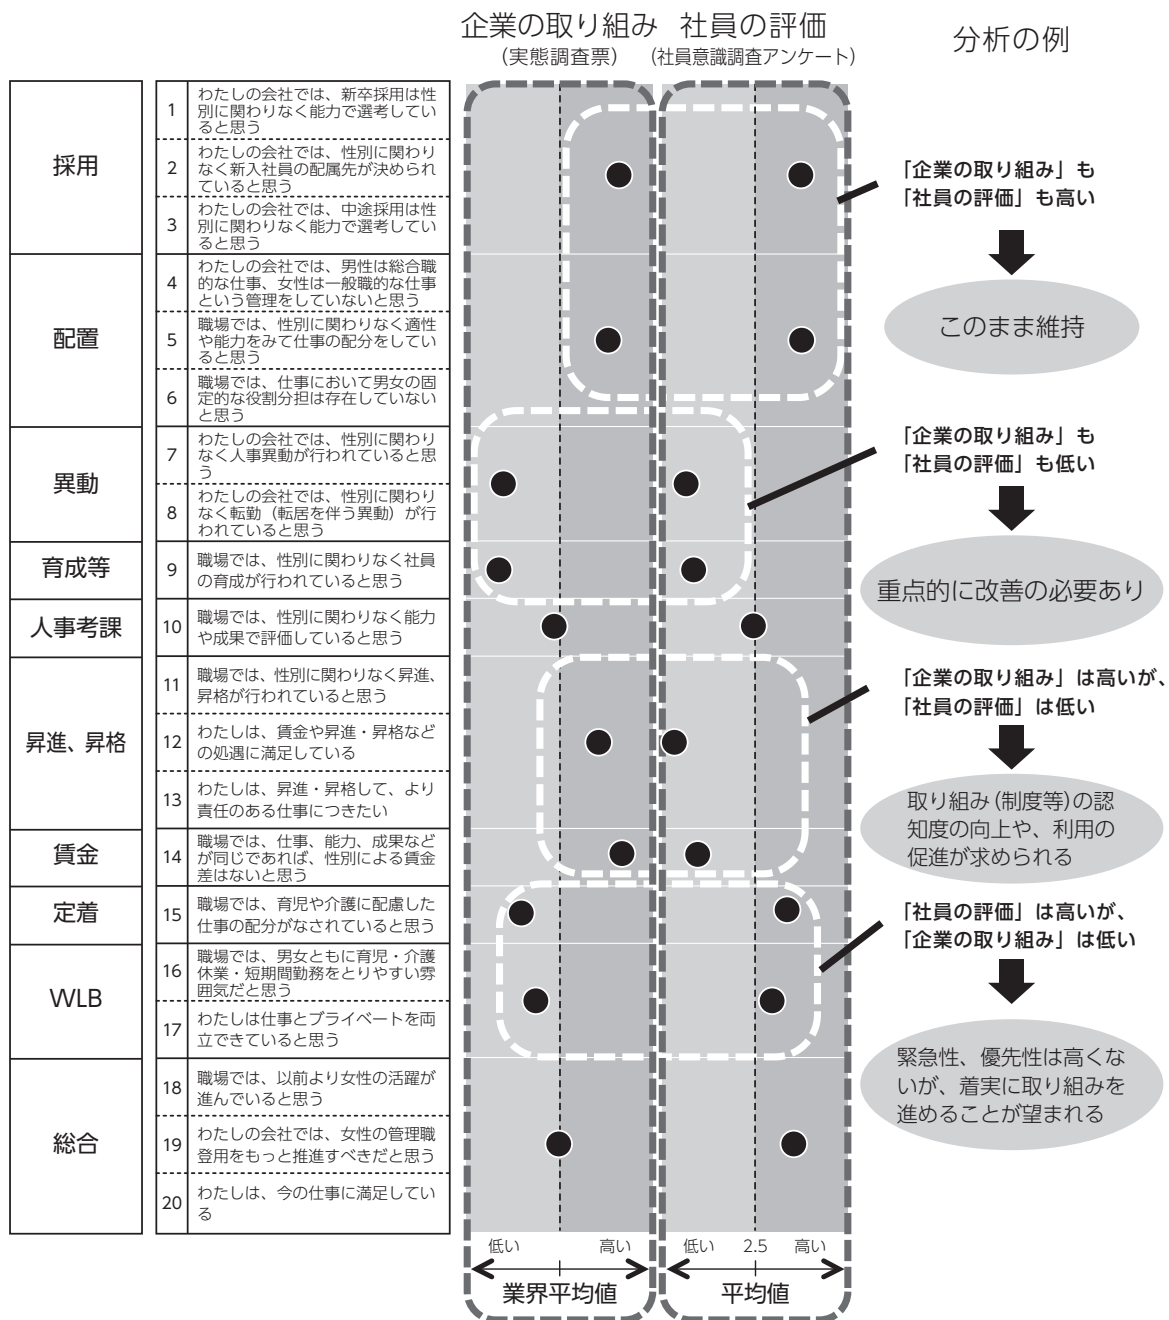 企業の取り組み
(実態調査票)
社員の評価
(社員意識調査アンケート)
分析の例
採用
1
わたしの会社では、新卒採用は性
別に関わりなく能力で選考してい
ると思う
2
わたしの会社では、性別に関わり
なく新入社員の配属先が決められ
ていると思う
3
わたしの会社では、中途採用は性
別に関わりなく能力で選考してい
ると思う
配置
4
わたしの会社では、男性は総合職
的な仕事、女性は一般職的な仕事
という管理をしていないと思う
5
職場では、性別に関わりなく適性
や能力をみて仕事の配分をしてい
ると思う
6
職場では、仕事において男女の固
定的な役割分担は存在していない
と思う
異動
7
わたしの会社では、性別に関わり
なく人事異動が行われていると思
う
8
わたしの会社では、性別に関わり
なく転勤（転居を伴う異動）が行
われていると思う
育成等
9
職場では、性別に関わりなく社員
の育成が行われていると思う
人事考課
10
職場では、性別に関わりなく能力
や成果で評価していると思う
昇進、昇格
11
職場では、性別に関わりなく昇進、
昇格が行われていると思う
12
わたしは、賃金や昇進・昇格など
の処遇に満足している
13
わたしは、昇進・昇格して、より
責任のある仕事につきたい
賃金
14
職場では、仕事、能力、成果など
が同じであれば、性別による賃金
差はないと思う
定着
15
職場では、育児や介護に配慮した
仕事の配分がなされていると思う
WLB
16
職場では、男女ともに育児・介護
休業・短期間勤務をとりやすい雰
囲気だと思う
17
わたしは仕事とプライベートを両
立できていると思う
総合
18
職場では、以前より女性の活躍が
進んでいると思う
19
わたしの会社では、女性の管理職
登用をもっと推進すべきだと思う
20
わたしは、今の仕事に満足してい
る
「企業の取り組み」も
「社員の評価」も高い
このまま維持
「企業の取り組み」も
「社員の評価」も低い
重点的に改善の必要あり
「企業の取り組み」は高いが、
「社員の評価」は低い
取り組み(制度等)の認
知度の向上や、利用の
促進が求められる
「社員の評価」は高いが、
「企業の取り組み」は低い
緊急性、優先性は高くな
いが、着実に取り組みを
進めることが望まれる
低い 高い
業界平均値
低い 2.5 高い
平均値